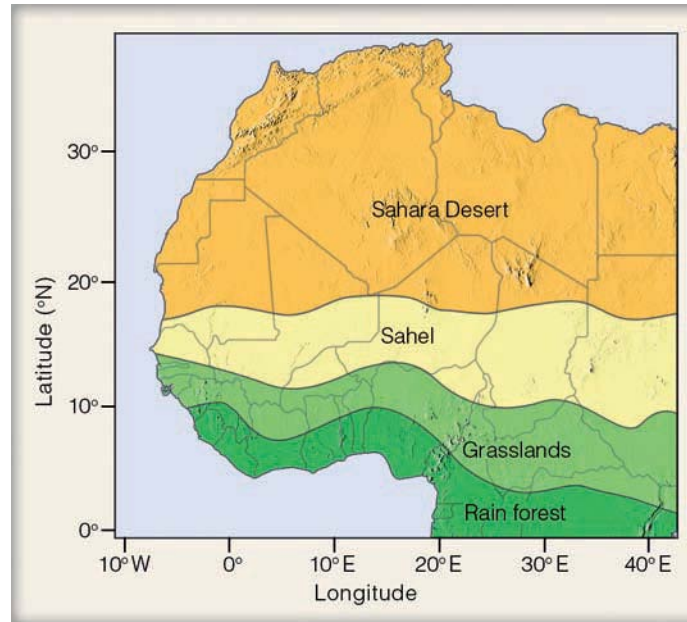 30°
Sahara Desert
20°
Sahel
Latitude (°N)
10°
Grasslands
Rain forest
0°
10°W 0° 10°E 20°E 30°E 40°E
Longitude